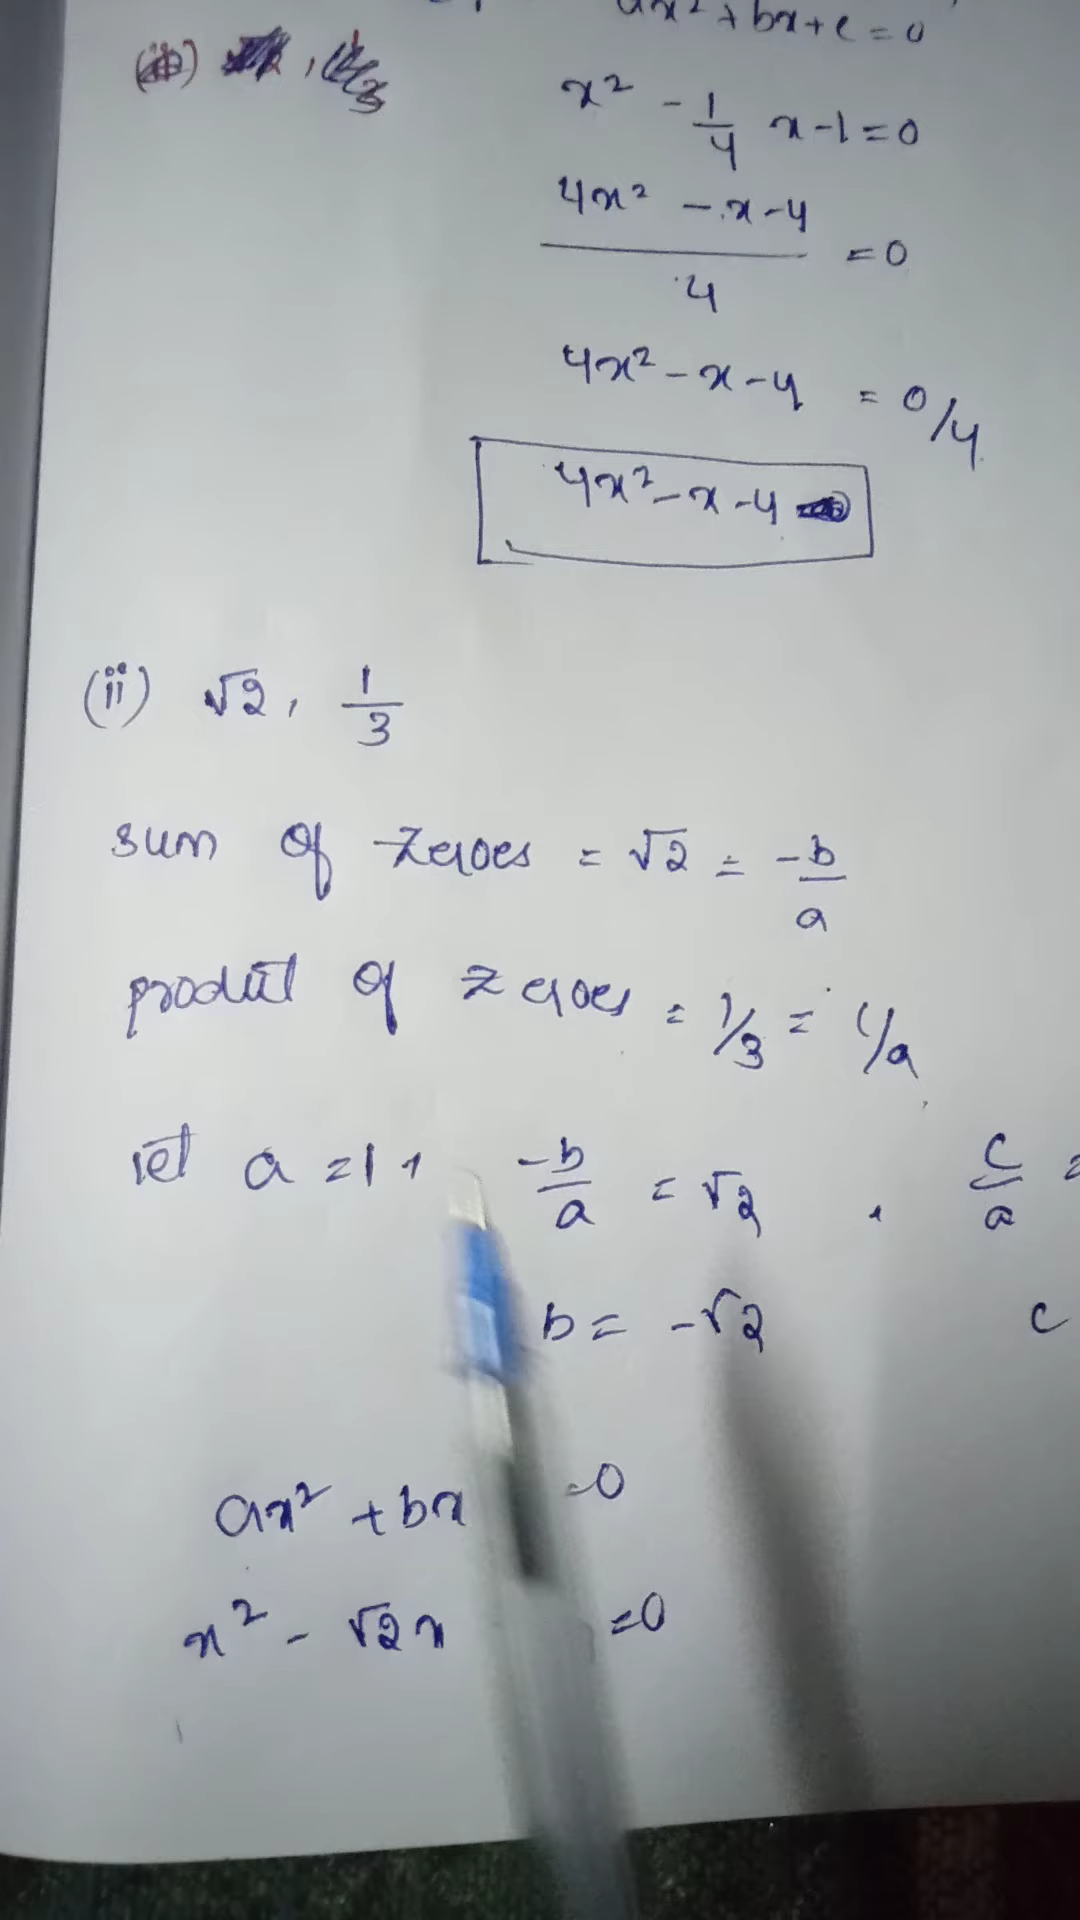 ax² + bx + c = 0
x² - 1/4 x - 1 = 0
4x² - x - 4 / 4 = 0
4x² - x - 4 = 0/4
4x² - x - 4
(ii) √2, 1/3
sum of zeroes = √2 = -b/a
product of zeroes = 1/3 = c/a
let a = 1, -b/a = √2, c/a =
b = -√2 c
ax² + bx = 0
x² - √2x = 0